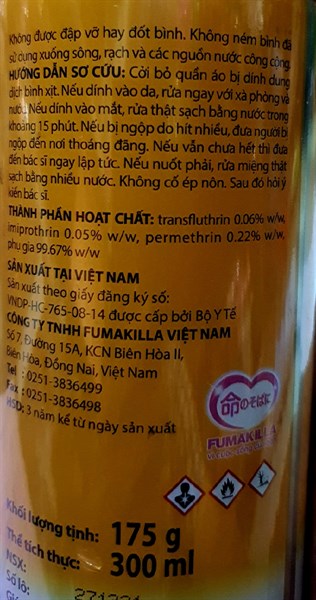 Không được đập vỡ hay đốt bình. Không ném bình đã
sử dụng xuống sông, rạch và các nguồn nước công cộng.
HƯỚNG DẪN SƠ CỨU: Cởi bỏ quần áo bị dính dung
dịch bình xịt. Nếu dính vào da, rửa ngay với xà phòng và
nước. Nếu dính vào mắt, rửa thật sạch bằng nước trong
khoảng 15 phút. Nếu bị ngộp do hít nhiều, đưa người bị
ngộp đến nơi thoáng đãng. Nếu vẫn chưa hết thì đưa
đến bác sĩ ngay lập tức. Nếu nuốt phải, rửa miệng thật
sạch bằng nhiều nước. Không cố ép nôn. Sau đó hỏi ý
kiến bác sĩ.
THÀNH PHẦN HOẠT CHẤT: transfluthrin 0.06% w/w,
imiprothrin 0.05% w/w, permethrin 0.22% w/w,
phụ gia 99.67% w/w
SẢN XUẤT TẠI VIỆT NAM
Sản xuất theo giấy đăng ký số:
VNDP-HC-765-08-14 được cấp bởi Bộ Y TẾ
CÔNG TY TNHH FUMAKILLA VIỆT NAM
Số 7, Đường 15A, KCN Biên Hòa II,
Biên Hòa, Đồng Nai, Việt Nam
Tel : 0251-3836499
Fax : 0251-3836498
HSD: 3 năm kể từ ngày sản xuất
FUMAKILLA
Khối lượng tịnh: 175 g
Thể tích thực: 300 ml
NSX:
Số lô: